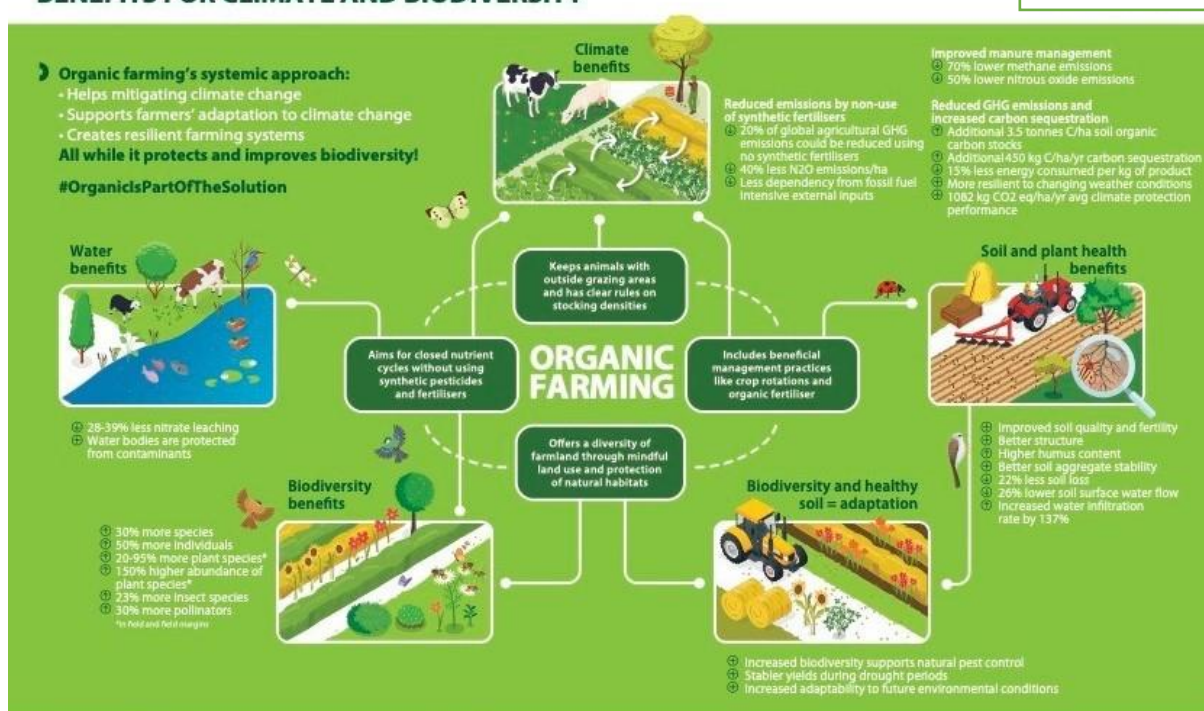 BENEFITS FOR CLIMATE AND BIODIVERSITY
Organic farming's systemic approach:
• Helps mitigating climate change
• Supports farmers' adaptation to climate change
• Creates resilient farming systems
All while it protects and improves biodiversity!
#OrganicIsPartOfTheSolution
Climate
benefits
Reduced emissions by non-use
of synthetic fertilisers
20% of global agricultural GHG
emissions could be reduced using
no synthetic fertilisers
40% less N2O emissions/ha
Less dependency from fossil fuel
intensive external inputs
Improved manure management
70% lower methane emissions
50% lower nitrous oxide emissions
Reduced GHG emissions and
increased carbon sequestration
Additional 3.5 tonnes C/ha soil organic
carbon stocks
Additional 450 kg C/ha/yr carbon sequestration
15% less energy consumed per kg of product
More resilient to changing weather conditions
1082 kg CO2 eq/ha/yr avg climate protection
performance
Water
benefits
28-39% less nitrate leaching
Water bodies are protected
from contaminants
Keeps animals with
outside grazing areas
and has clear rules on
stocking densities
Aims for closed nutrient
cycles without using
synthetic pesticides
and fertilisers
ORGANIC
FARMING
Includes beneficial
management practices
like crop rotations and
organic fertiliser
Offers a diversity of
farmland through mindful
land use and protection
of natural habitats
Soil and plant health
benefits
Improved soil quality and fertility
Better structure
Higher humus content
Better soil aggregate stability
22% less soil loss
26% lower soil surface water flow
Increased water infiltration
rate by 137%
Biodiversity
benefits
30% more species
50% more individuals
20-95% more plant species*
150% higher abundance of
plant species*
23% more insect species
30% more pollinators
*in field and field margins
Biodiversity and healthy
soil = adaptation
Increased biodiversity supports natural pest control
Stabler yields during drought periods
Increased adaptability to future environmental conditions